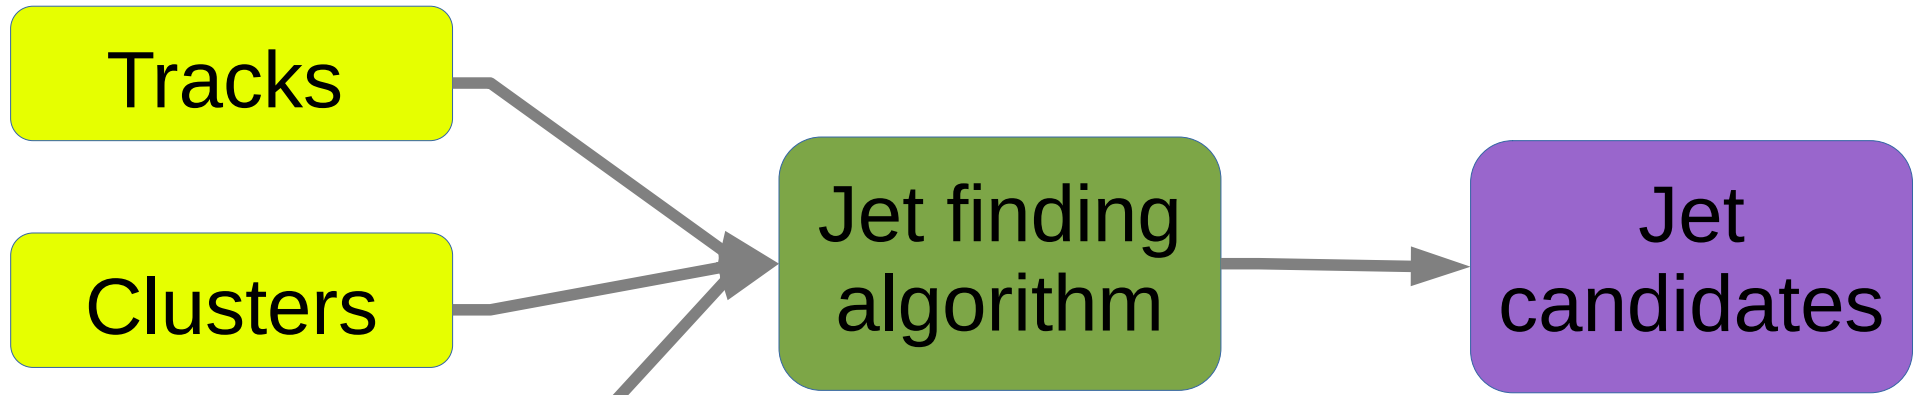 Tracks
Clusters
Jet finding
algorithm
Jet
candidates